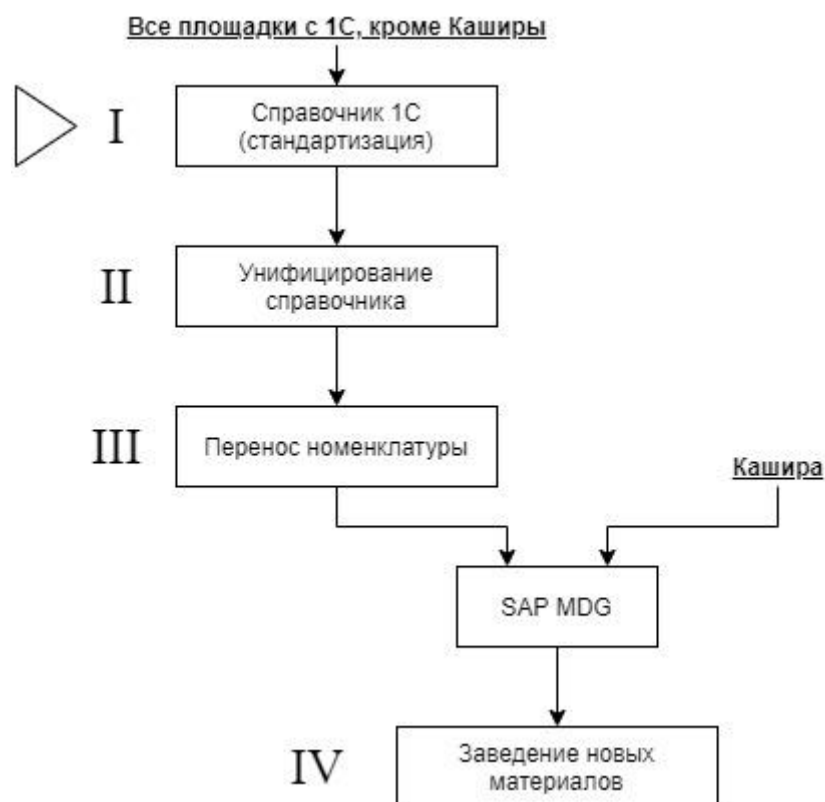 Все площадки с 1С, кроме Каширы
I
Справочник 1С
(стандартизация)
II
Унифицирование
справочника
III
Перенос номенклатуры
Кашира
SAP MDG
IV
Заведение новых
материалов